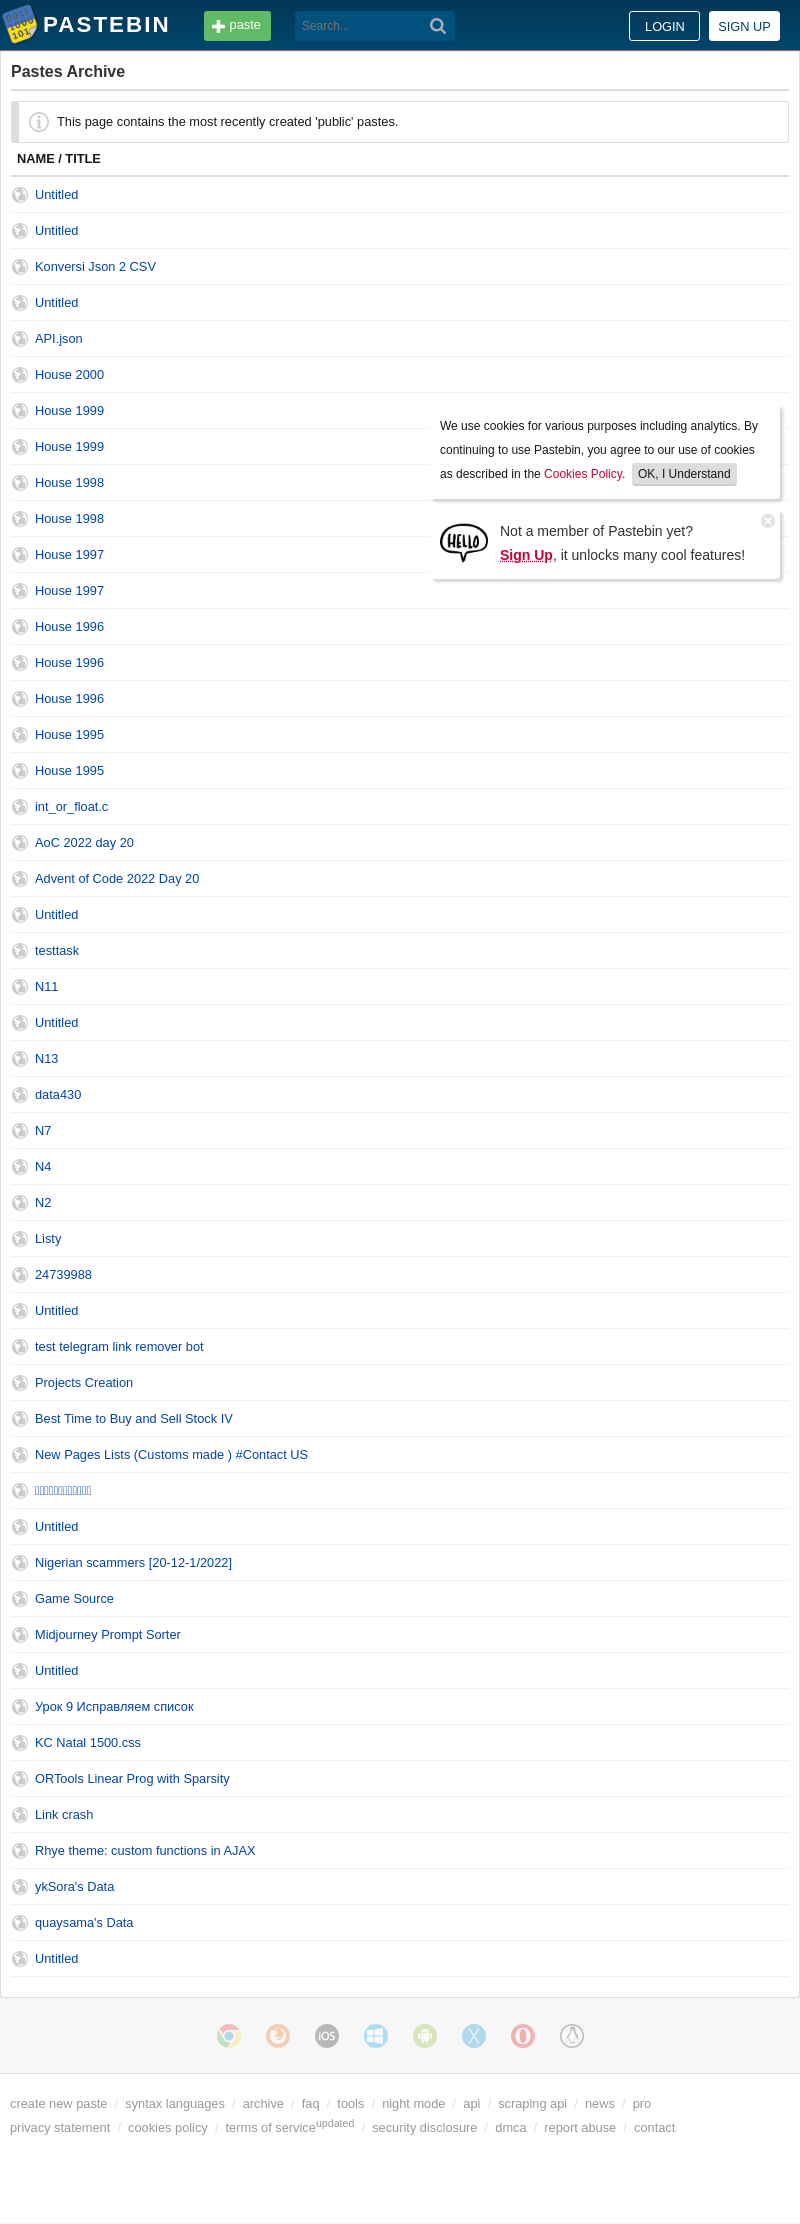 PASTEBIN paste Search... LOGIN SIGN UP
Pastes Archive
This page contains the most recently created 'public' pastes.
NAME / TITLE
Untitled
Untitled
Konversi Json 2 CSV
Untitled
API.json
House 2000
House 1999
House 1999
House 1998
House 1998
House 1997
House 1997
We use cookies for various purposes including analytics. By
continuing to use Pastebin, you agree to our use of cookies
as described in the Cookies Policy. OK, I Understand
HELLO
Not a member of Pastebin yet?
Sign Up, it unlocks many cool features!
House 1996
House 1996
House 1996
House 1995
House 1995
int_or_float.c
AoC 2022 day 20
Advent of Code 2022 Day 20
Untitled
testtask
N11
Untitled
N13
data430
N7
N4
N2
Listy
24739988
Untitled
test telegram link remover bot
Projects Creation
Best Time to Buy and Sell Stock IV
New Pages Lists (Customs made ) #Contact US
Untitled
Nigerian scammers [20-12-1/2022]
Game Source
Midjourney Prompt Sorter
Untitled
Урок 9 Исправляем список
KC Natal 1500.css
ORTools Linear Prog with Sparsity
Link crash
Rhye theme: custom functions in AJAX
ykSora's Data
quaysama's Data
Untitled
iOS
create new paste / syntax languages / archive / faq / tools / night mode / api / scraping api / news / pro
privacy statement / cookies policy / terms of service updated / security disclosure / dmca / report abuse / contact